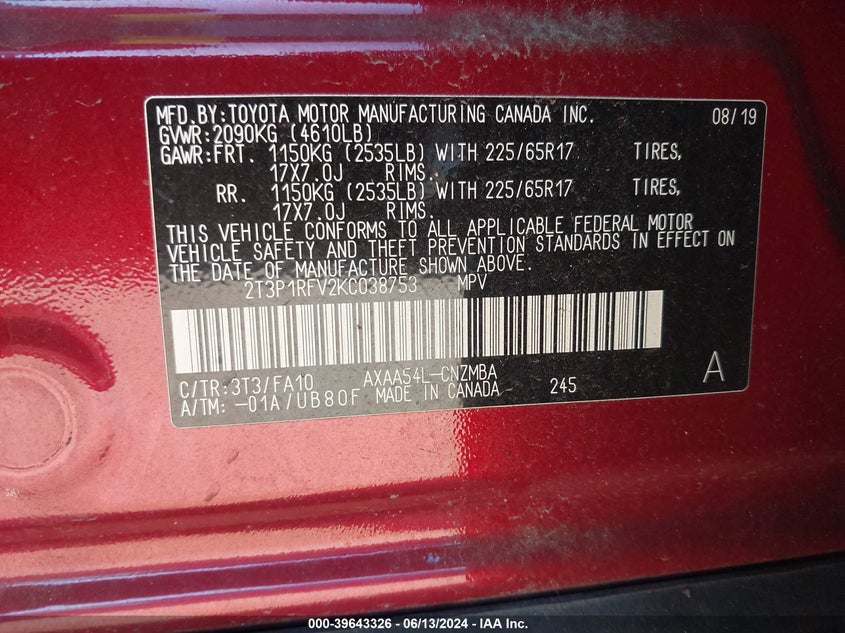 MFD.BY:TOYOTA MOTOR MANUFACTURING CANADA INC. 08/19
GVWR:2090KG (4610LB)
GAWR:FRT. 1150KG (2535LB) WITH 225/65R17 TIRES,
17X7.0J RIMS.
RR. 1150KG (2535LB) WITH 225/65R17 TIRES,
17X7.0J RIMS.
THIS VEHICLE CONFORMS TO ALL APPLICABLE FEDERAL MOTOR
VEHICLE SAFETY AND THEFT PREVENTION STANDARDS IN EFFECT ON
THE DATE OF MANUFACTURE SHOWN ABOVE.
2T3P1RFV2KC038753 MPV
C/TR:3T3/FA10 AXAA54L-CNZMBA A
A/TM:-01A/UB80F MADE IN CANADA 245
000-39643326 - 06/13/2024 - IAA Inc.